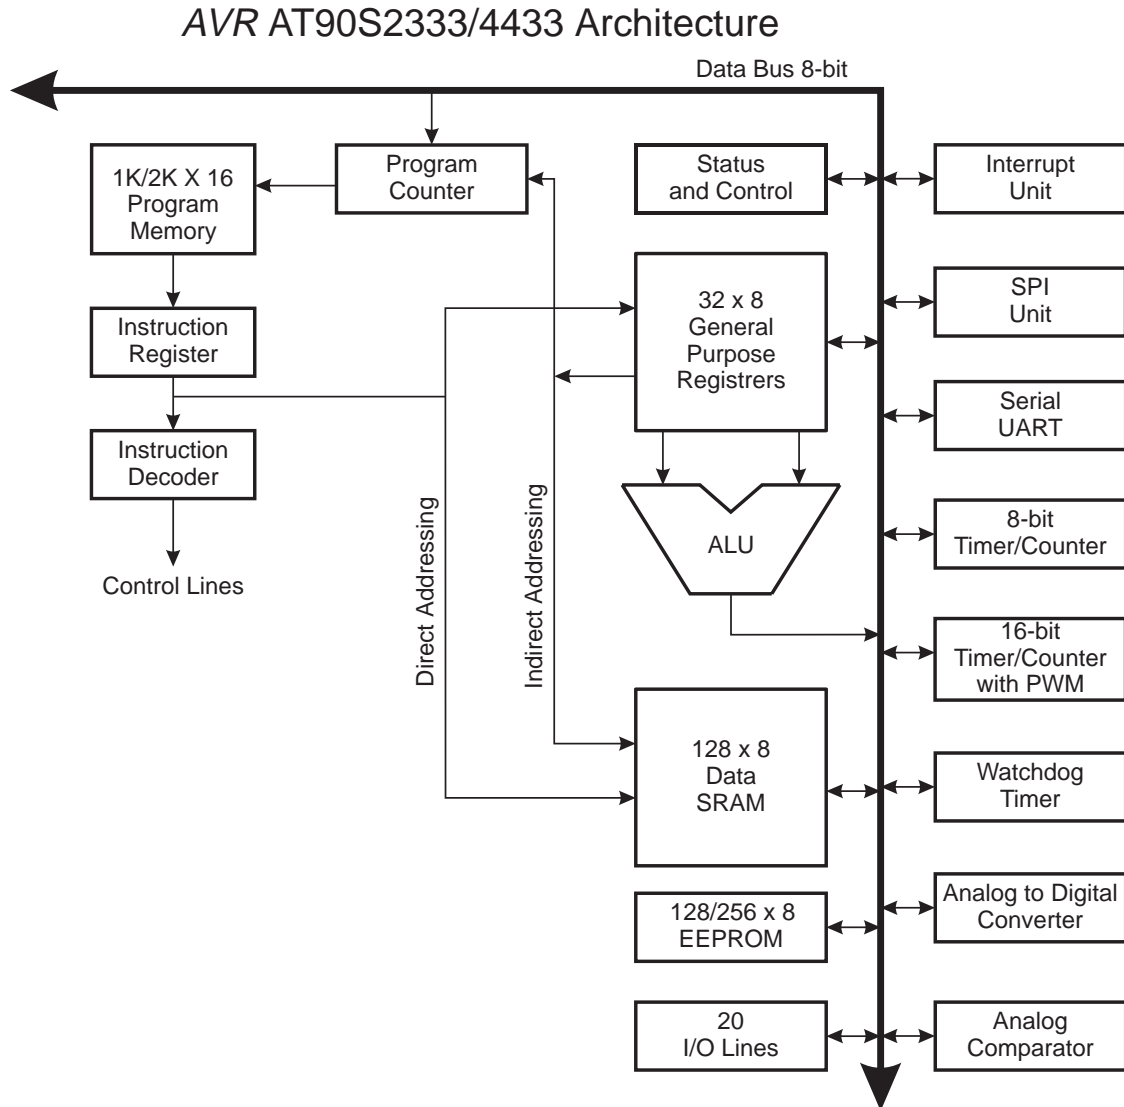 AVR AT90S2333/4433 Architecture
Data Bus 8-bit
1K/2K X 16
Program
Memory
Program
Counter
Status
and Control
Interrupt
Unit
32 x 8
General
Purpose
Registrers
SPI
Unit
Instruction
Register
Serial
UART
Instruction
Decoder
Control Lines
Direct Addressing
Indirect Addressing
ALU
8-bit
Timer/Counter
16-bit
Timer/Counter
with PWM
128 x 8
Data
SRAM
Watchdog
Timer
128/256 x 8
EEPROM
Analog to Digital
Converter
20
I/O Lines
Analog
Comparator